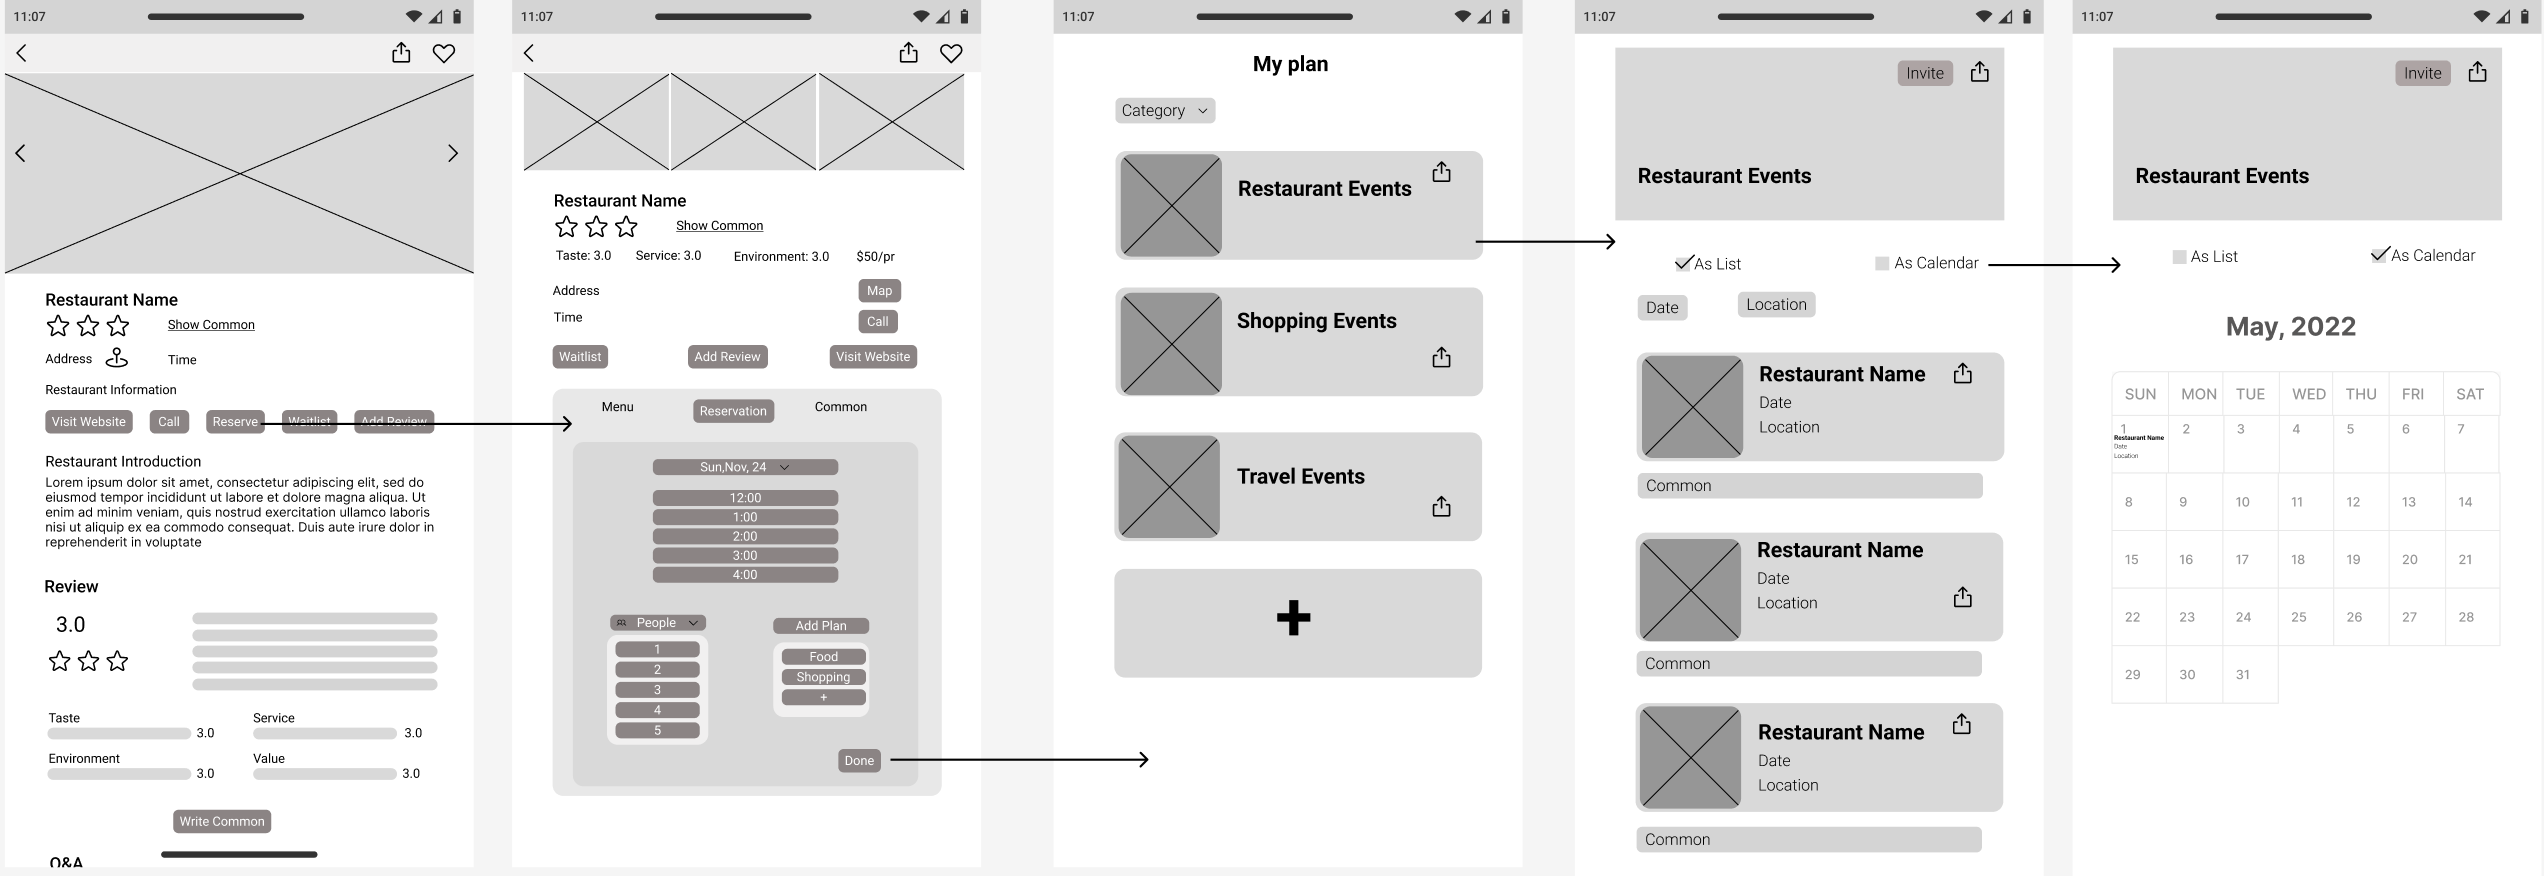 11:07
Restaurant Name
Show Common
Address
Time
Restaurant Information
Visit Website Call Reserve Waitlist Add Review
Restaurant Introduction
Lorem ipsum dolor sit amet, consectetur adipiscing elit, sed do
eiusmod tempor incididunt ut labore et dolore magna aliqua. Ut
enim ad minim veniam, quis nostrud exercitation ullamco laboris
nisi ut aliquip ex ea commodo consequat. Duis aute irure dolor in
reprehenderit in voluptate
Review
3.0
Taste 3.0
Service 3.0
Environment 3.0
Value 3.0
Write Common
Q&A
11:07
Restaurant Name
Show Common
Taste: 3.0 Service: 3.0 Environment: 3.0 $50/pr
Address Map
Time Call
Waitlist Add Review Visit Website
Menu Reservation Common
Sun,Nov, 24
12:00
1:00
2:00
3:00
4:00
People
1
2
3
4
5
Add Plan
Food
Shopping
+
Done
11:07
My plan
Category
Restaurant Events
Shopping Events
Travel Events
11:07
Invite
Restaurant Events
As List As Calendar
Date Location
Restaurant Name
Date
Location
Common
Restaurant Name
Date
Location
Common
Restaurant Name
Date
Location
Common
11:07
Invite
Restaurant Events
As List As Calendar
May, 2022
SUN MON TUE WED THU FRI SAT
1 2 3 4 5 6 7
Restaurant Name
Date
Location
8 9 10 11 12 13 14
15 16 17 18 19 20 21
22 23 24 25 26 27 28
29 30 31